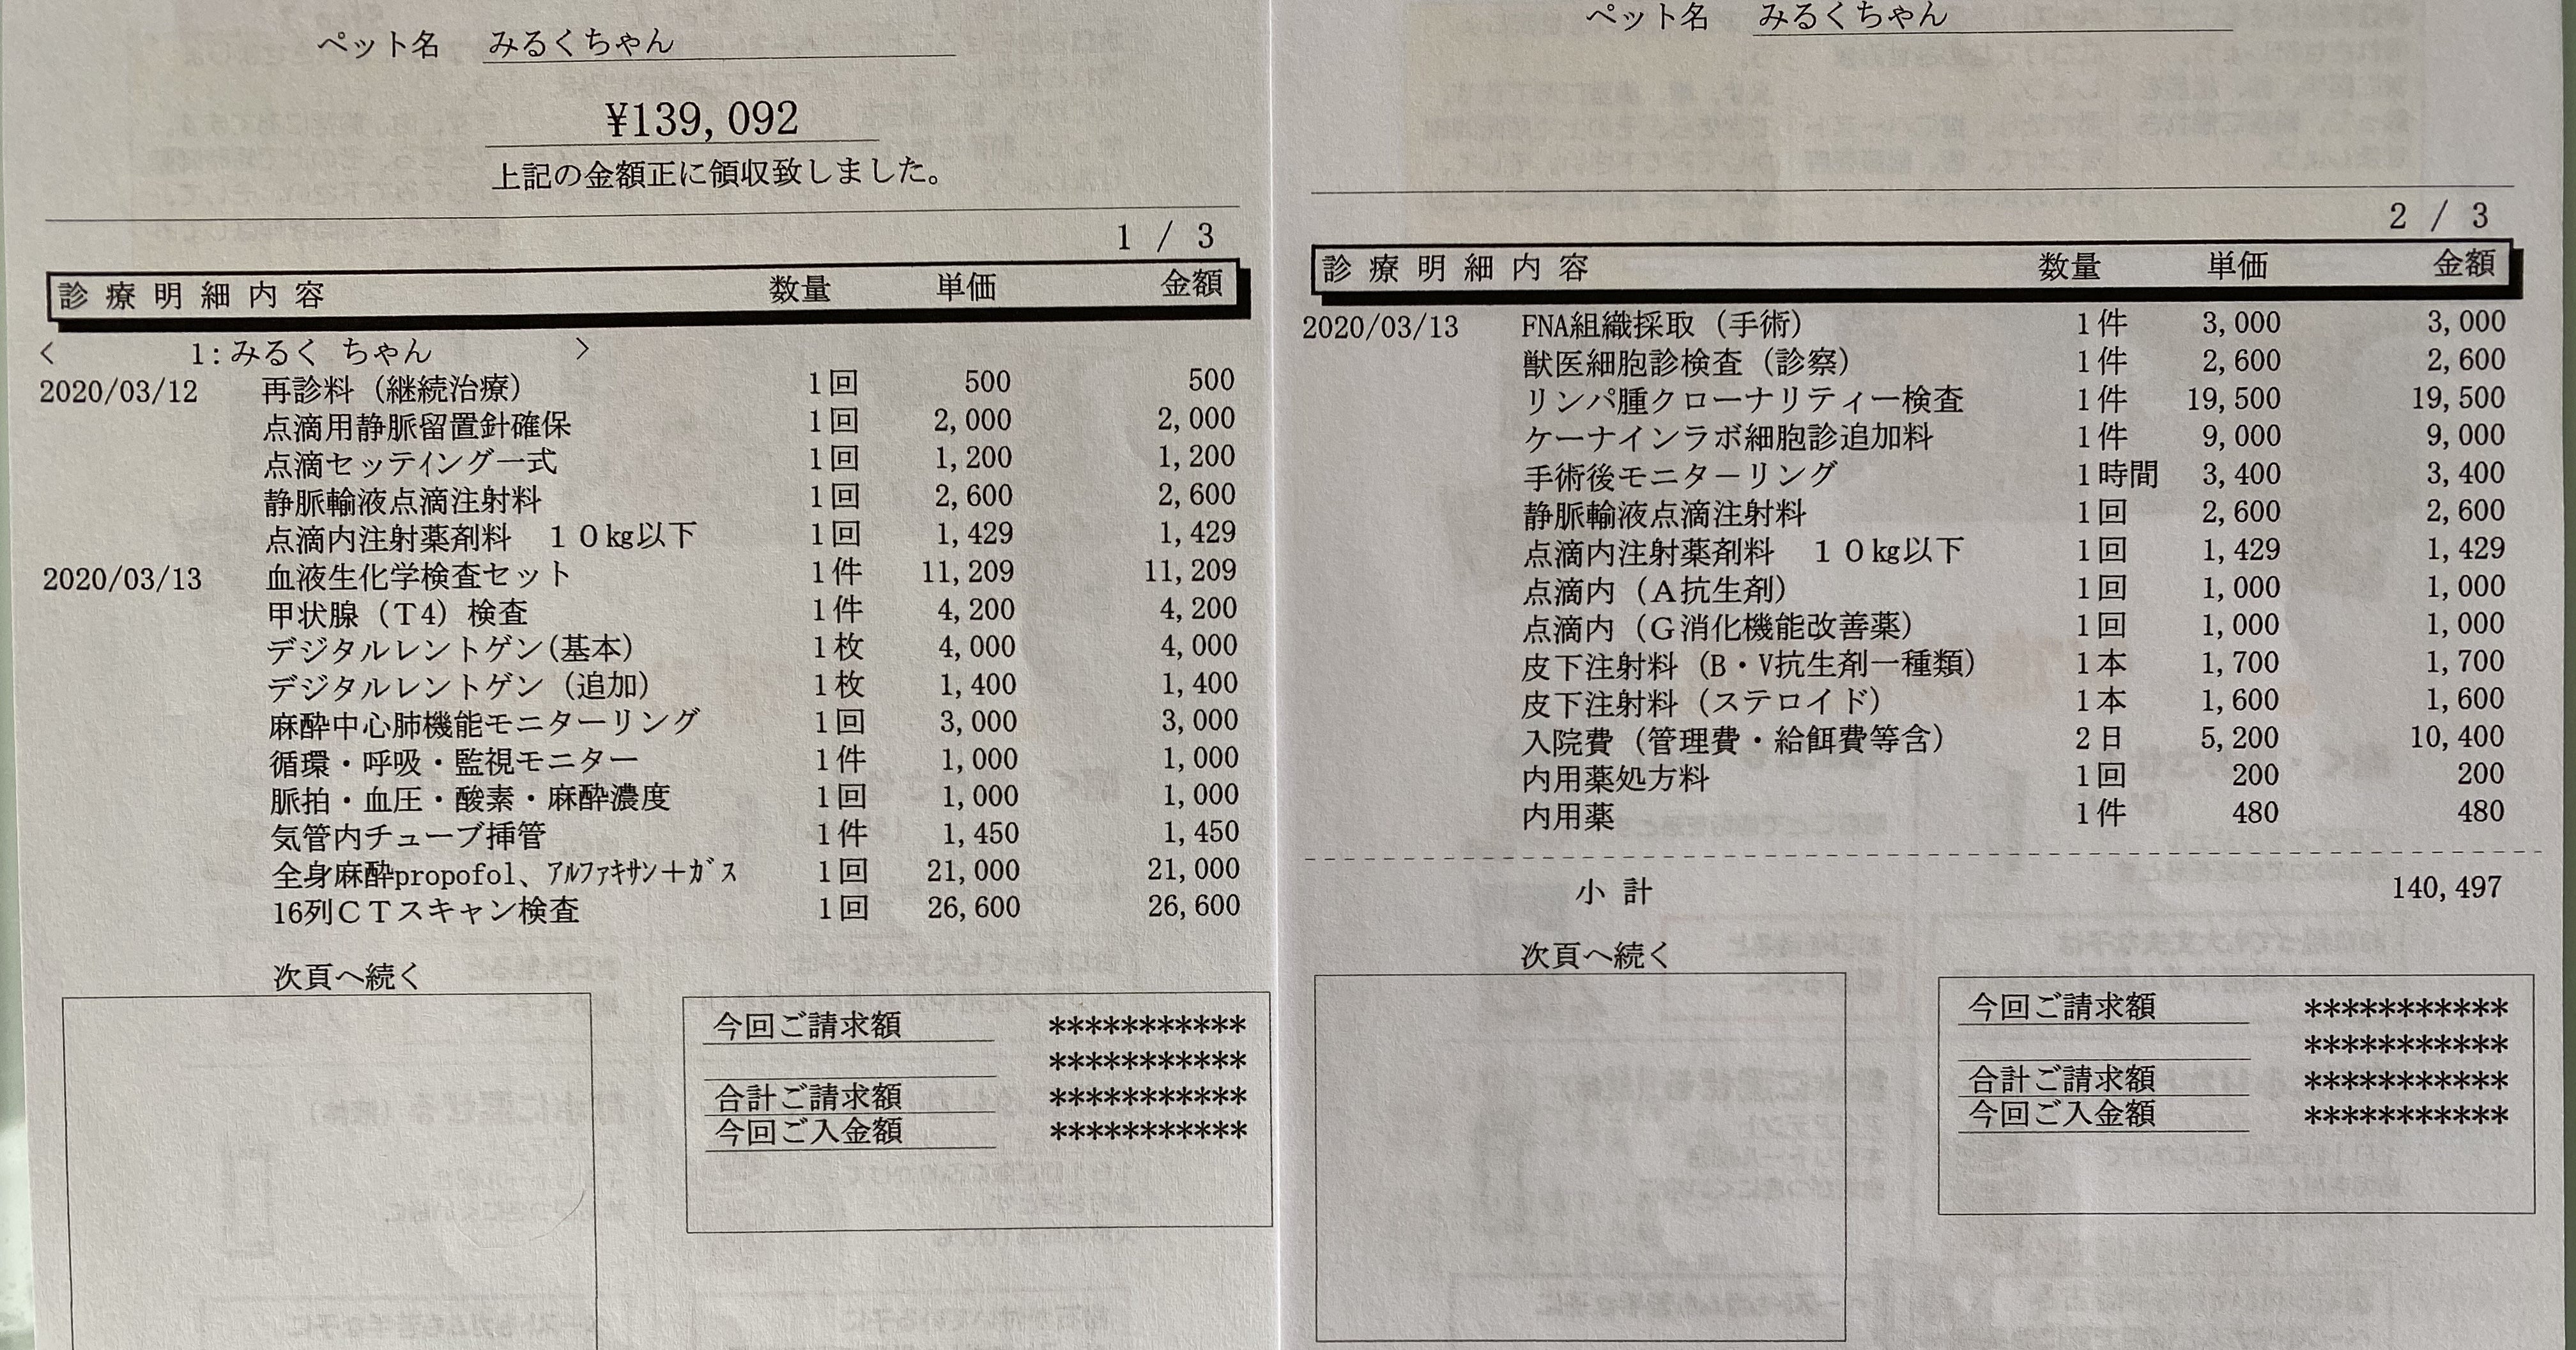 ペット名 みるくちゃん
¥139,092
上記の金額正に領収致しました。
1 / 3
診療明細内容 数量 単価 金額
< 1:みるく ちゃん >
2020/03/12 再診料（継続治療） 1回 500 500
点滴用静脈留置針確保 1回 2,000 2,000
点滴セッティング一式 1回 1,200 1,200
静脈輸液点滴注射料 1回 2,600 2,600
点滴内注射薬剤料 １０㎏以下 1回 1,429 1,429
2020/03/13 血液生化学検査セット 1件 11,209 11,209
甲状腺（T4）検査 1件 4,200 4,200
デジタルレントゲン(基本) 1枚 4,000 4,000
デジタルレントゲン（追加） 1枚 1,400 1,400
麻酔中心肺機能モニターリング 1回 3,000 3,000
循環・呼吸・監視モニター 1件 1,000 1,000
脈拍・血圧・酸素・麻酔濃度 1回 1,000 1,000
気管内チューブ挿管 1件 1,450 1,450
全身麻酔propofol、ｱﾙﾌｧｷｻﾝ＋ｶﾞｽ 1回 21,000 21,000
16列ＣＴスキャン検査 1回 26,600 26,600
次頁へ続く
今回ご請求額 ***********
***********
合計ご請求額 ***********
今回ご入金額 ***********
ペット名 みるくちゃん
2 / 3
診療明細内容 数量 単価 金額
2020/03/13 FNA組織採取（手術） 1件 3,000 3,000
獣医細胞診検査（診察） 1件 2,600 2,600
リンパ腫クローナリティー検査 1件 19,500 19,500
ケーナインラボ細胞診追加料 1件 9,000 9,000
手術後モニターリング 1時間 3,400 3,400
静脈輸液点滴注射料 1回 2,600 2,600
点滴内注射薬剤料 １０㎏以下 1回 1,429 1,429
点滴内（Ａ抗生剤） 1回 1,000 1,000
点滴内（Ｇ消化機能改善薬） 1回 1,000 1,000
皮下注射料（B・V抗生剤一種類） 1本 1,700 1,700
皮下注射料（ステロイド） 1本 1,600 1,600
入院費（管理費・給餌費等含） 2日 5,200 10,400
内用薬処方料 1回 200 200
内用薬 1件 480 480
小 計 140,497
次頁へ続く
今回ご請求額 ***********
***********
合計ご請求額 ***********
今回ご入金額 ***********